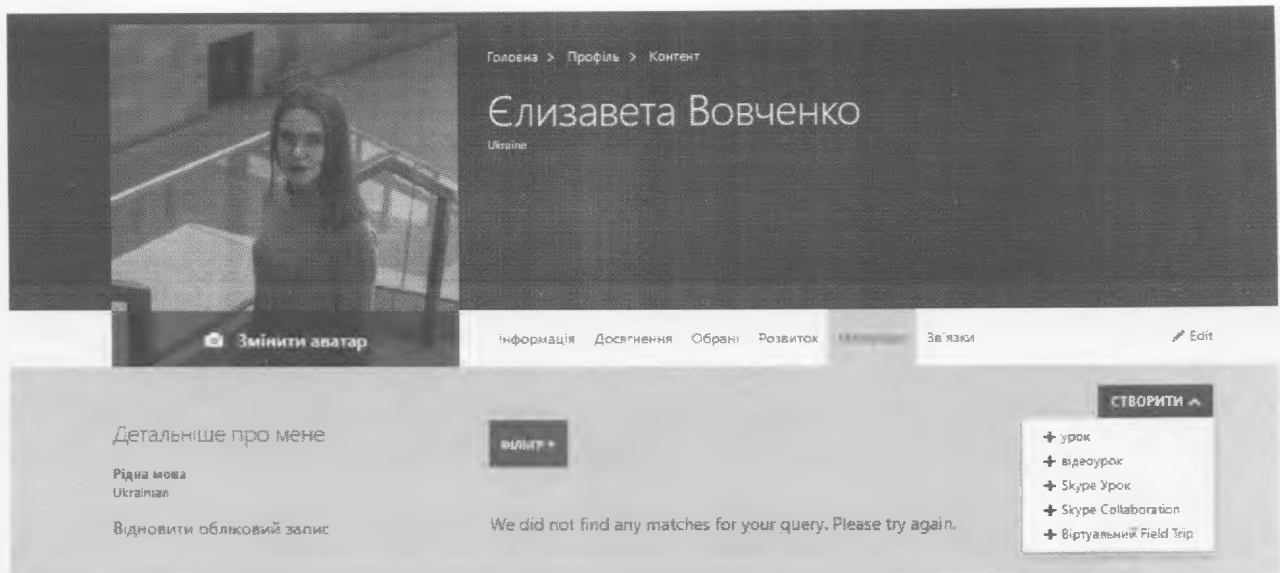 Головна > Профіль > Контент
Єлизавета Вовченко
Ukraine
Змінити аватар
Інформація Досягнення Обрані Розвиток Зв'язки Edit
СТВОРИТИ
Детальніше про мене
ФІЛЬТР
+ урок
+ відеоурок
Рідна мова
Ukrainian
+ Skype Урок
+ Skype Collaboration
Відновити обліковий запис
We did not find any matches for your query. Please try again.
+ Віртуальний Field Trip